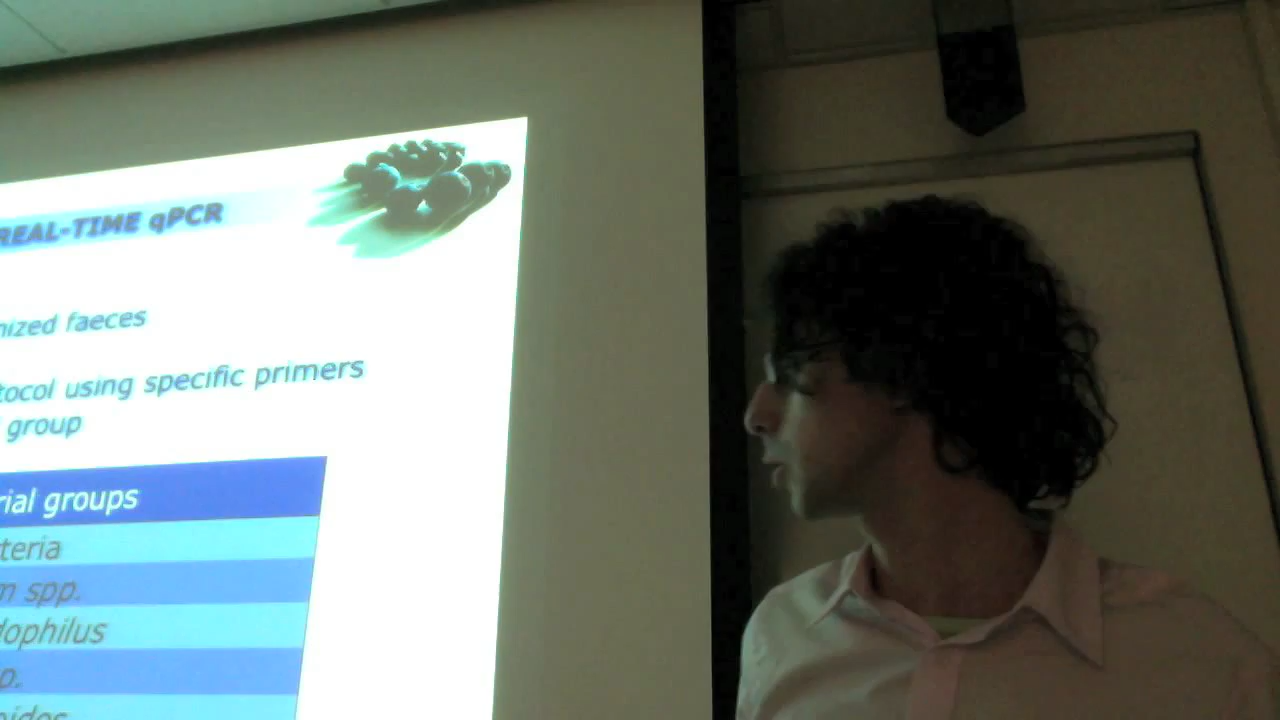 REAL-TIME qPCR
nized faeces
tocol using specific primers
group
rial groups
teria
m spp.
dophilus
p.